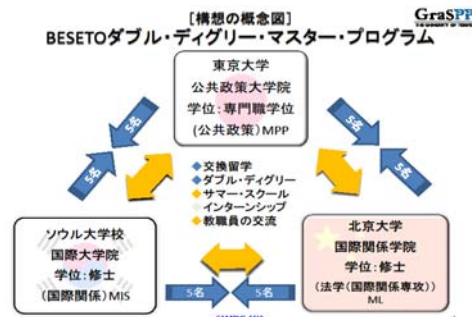 [構想の概念図]
GraSPP
BESETOダブル・ディグリー・マスター・プログラム
東京大学
公共政策大学院
学位:専門職学位
(公共政策)MPP
5名
5名
5名
5名
◆交換留学
◆ダブル・ディグリー
◆サマー・スクール
◆インターンシップ
◆教職員の交流
ソウル大学校
国際大学院
学位:修士
(国際関係)MIS
北京大学
国際関係学院
学位:修士
(法学(国際関係専攻))
ML
5名
5名